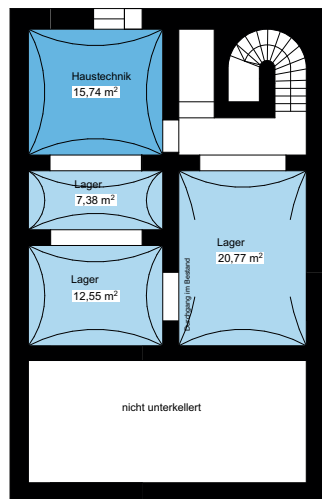 Haustechnik
15,74 m²
Lager
7,38 m²
Lager
20,77 m²
Lager
12,55 m²
Durchgang im Bestand
nicht unterkellert